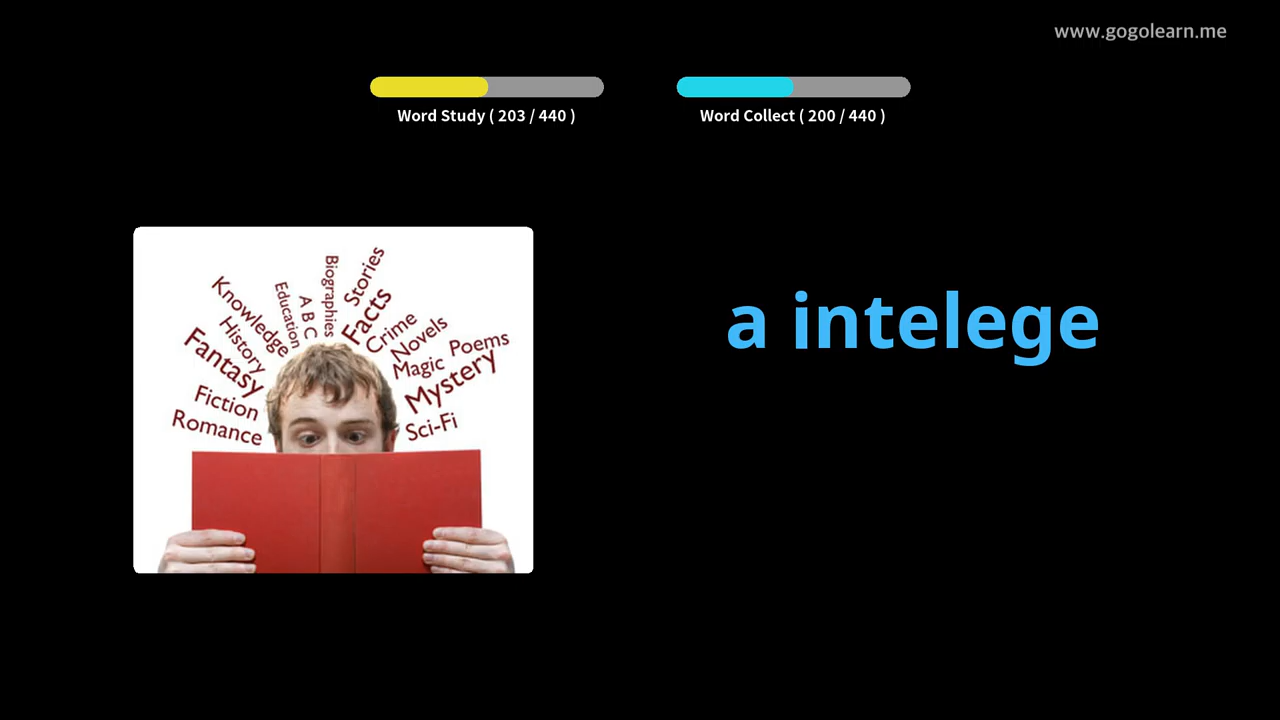 www.gogolearn.me
Word Study ( 203 / 440 )
Word Collect ( 200 / 440 )
Biographies
Stories
Education
A B C
Facts
Knowledge
Crime
History
Novels
Fantasy
Magic
Poems
Mystery
Fiction
Romance
Sci-Fi
a intelege